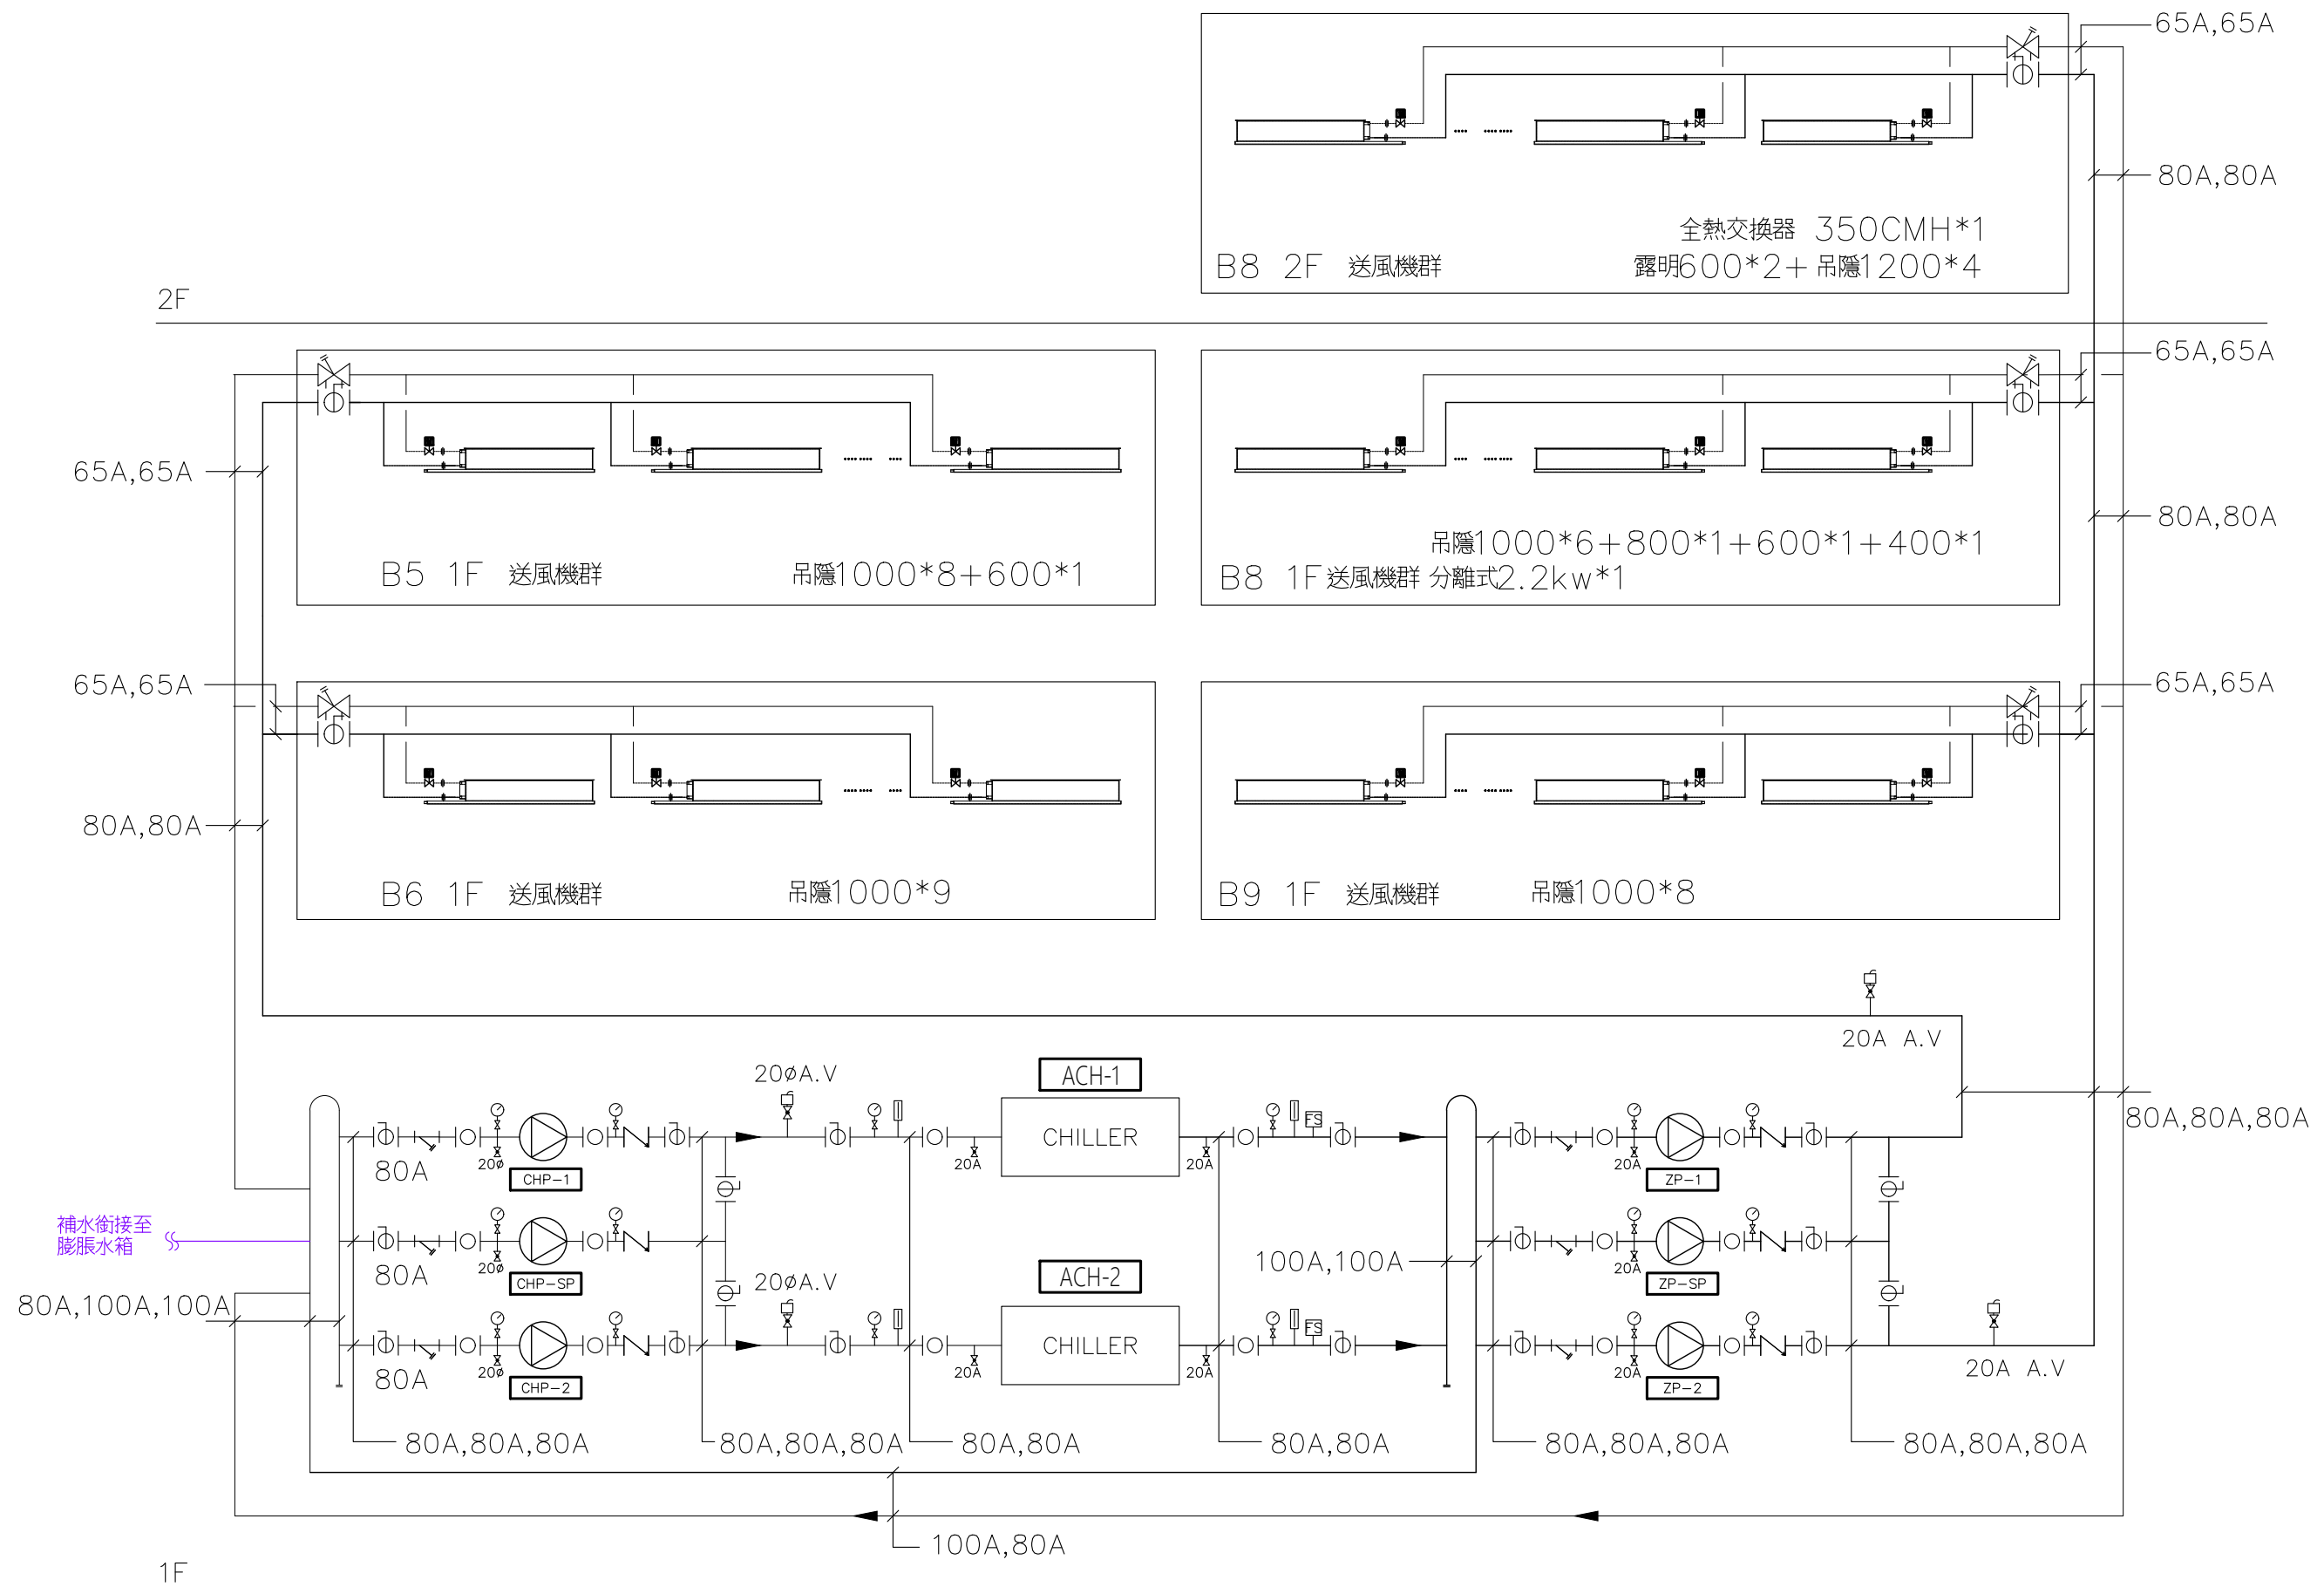 65A,65A
80A,80A
全熱交換器 350CMH*1
B8 2F 送風機群 露明600*2+吊隱1200*4
2F
65A,65A
65A,65A
80A,80A
吊隱1000*6+800*1+600*1+400*1
B5 1F 送風機群 吊隱1000*8+600*1
B8 1F送風機群 分離式2.2kw*1
65A,65A
65A,65A
80A,80A
B6 1F 送風機群 吊隱1000*9
B9 1F 送風機群 吊隱1000*8
20A A.V
20øA.V
ACH-1
80A,80A,80A
FS
CHILLER
80A
20ø
20A
20A
20A
CHP-1
ZP-1
補水銜接至
膨脹水箱
100A,100A
80A
20ø
20A
CHP-SP
ZP-SP
20øA.V
ACH-2
80A,100A,100A
FS
CHILLER
80A
20ø
20A
20A
20A
20A A.V
CHP-2
ZP-2
80A,80A,80A
80A,80A,80A
80A,80A
80A,80A
80A,80A,80A
80A,80A,80A
100A,80A
1F